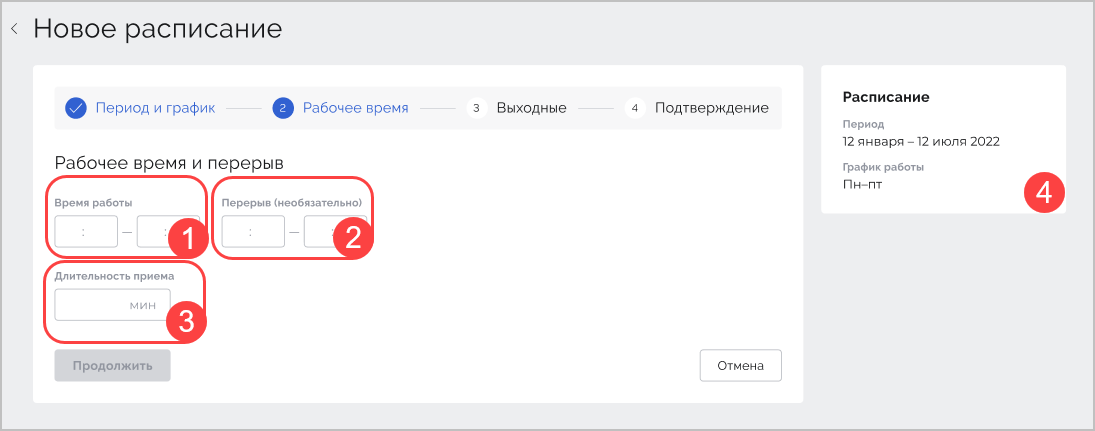 Новое расписание
Период и график 2 Рабочее время 3 Выходные 4 Подтверждение
Рабочее время и перерыв
Время работы Перерыв (необязательно)
: — : : — :
1 2
Длительность приема
мин
3
Продолжить Отмена
Расписание
Период
12 января – 12 июля 2022
График работы
Пн–пт
4